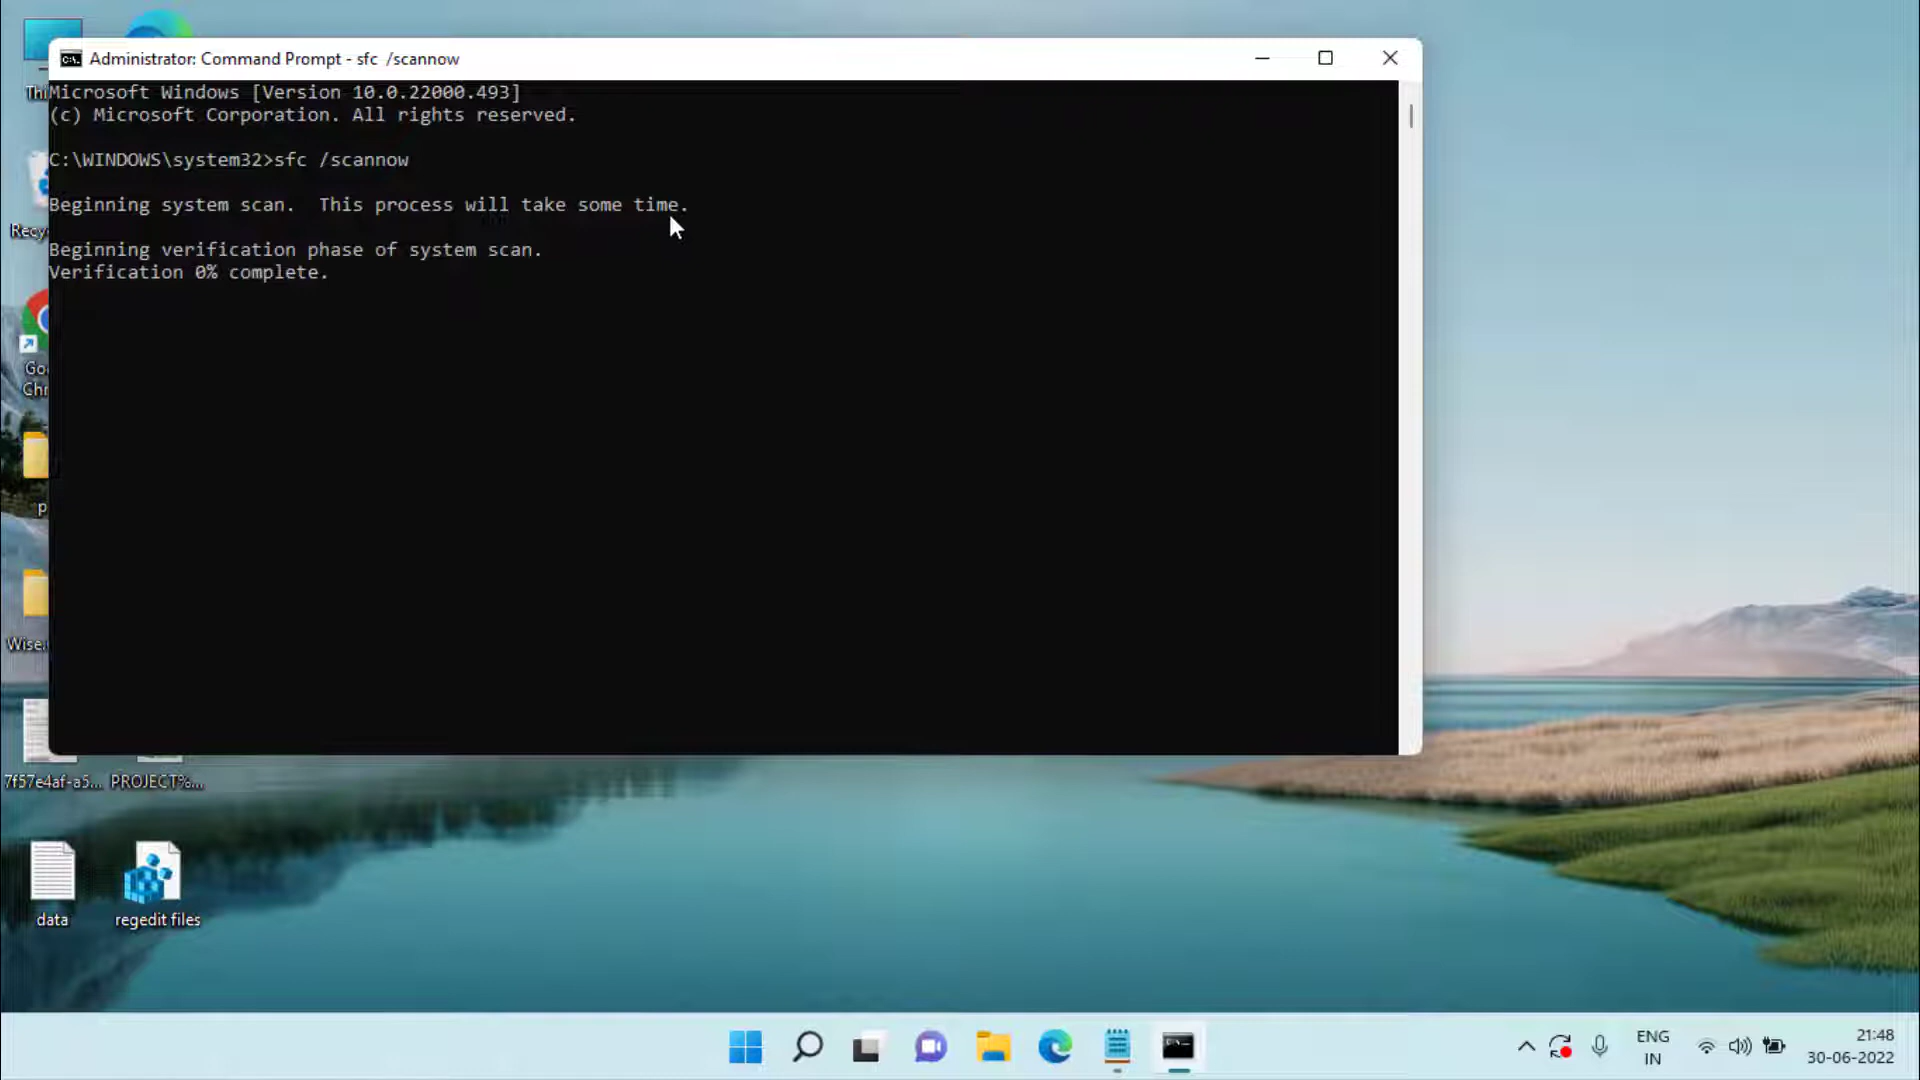 Administrator: Command Prompt - sfc /scannow
Microsoft Windows [Version 10.0.22000.493]
(c) Microsoft Corporation. All rights reserved.
C:\WINDOWS\system32>sfc /scannow
Beginning system scan.  This process will take some time.
Beginning verification phase of system scan.
Verification 0% complete.
Thi
Recy
Go
Chr
p
Wise
7f57e4af-a5... PROJECT%...
data regedit files
ENG
IN
21:48
30-06-2022